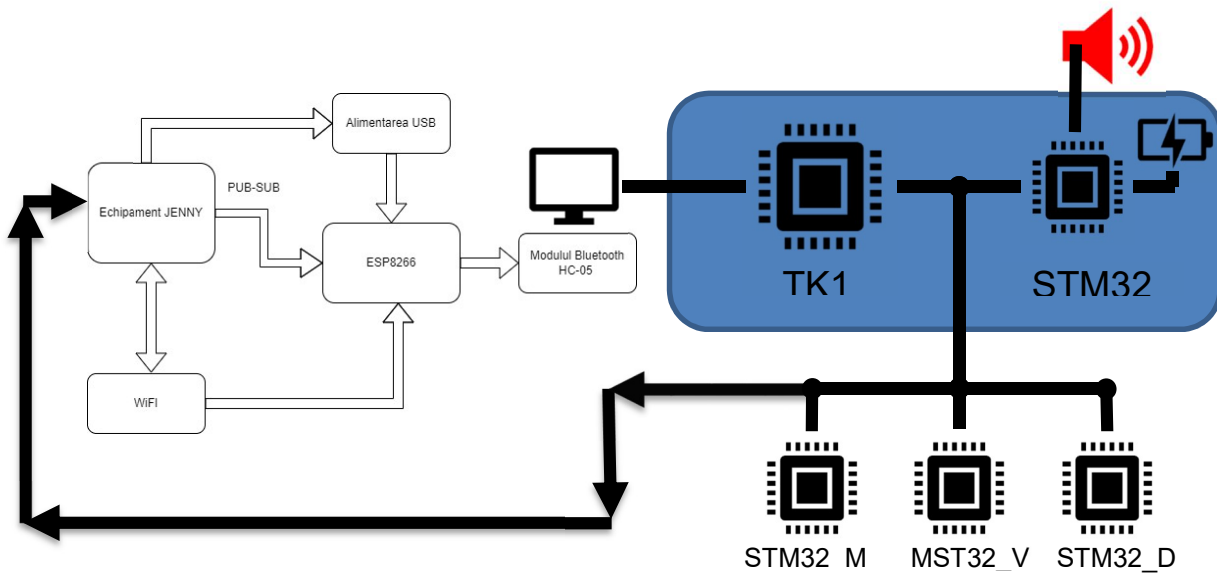 Alimentarea USB
PUB-SUB
Echipament JENNY
ESP8266
Modulul Bluetooth
HC-05
WiFI
TK1
STM32
STM32_M
MST32_V
STM32_D